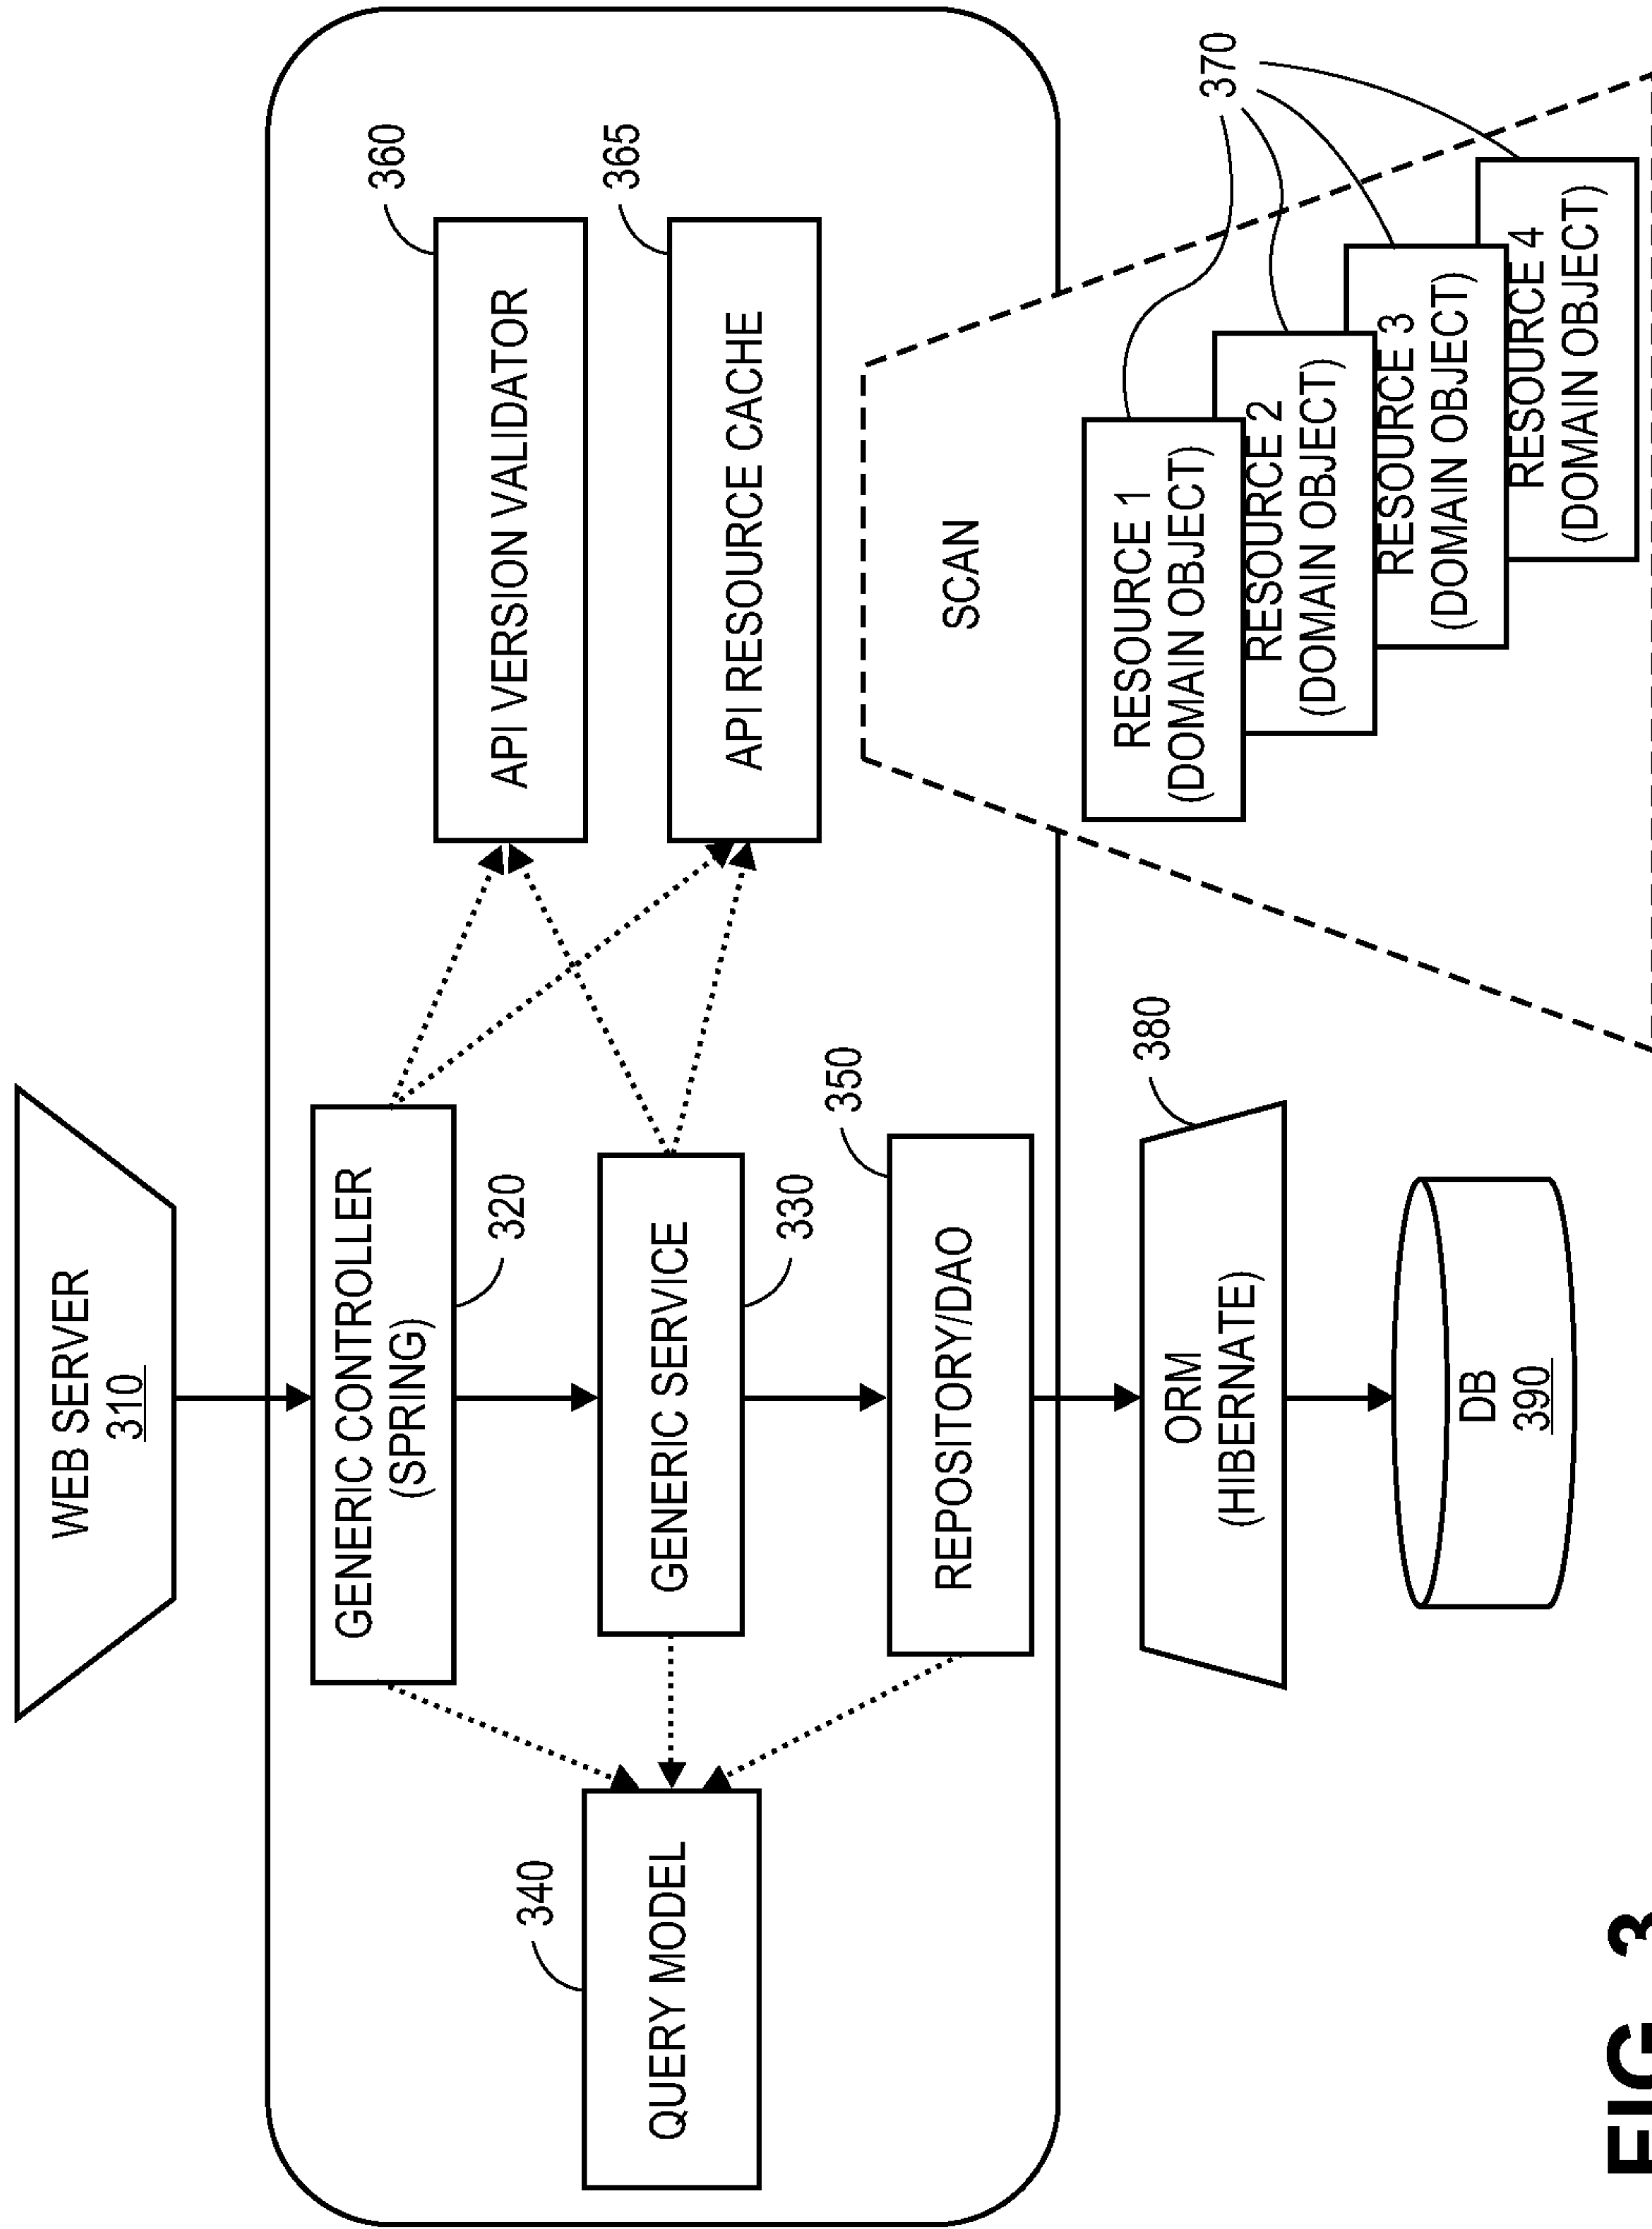 WEB SERVER
310
GENERIC CONTROLLER
(SPRING)
320
360
API VERSION VALIDATOR
340
QUERY MODEL
GENERIC SERVICE
330
365
API RESOURCE CACHE
350
REPOSITORY/DAO
SCAN
370
380
ORM
(HIBERNATE)
RESOURCE 1
(DOMAIN OBJECT)
RESOURCE 2
(DOMAIN OBJECT)
RESOURCE 3
(DOMAIN OBJECT)
RESOURCE 4
(DOMAIN OBJECT)
DB
390
FIG. 3